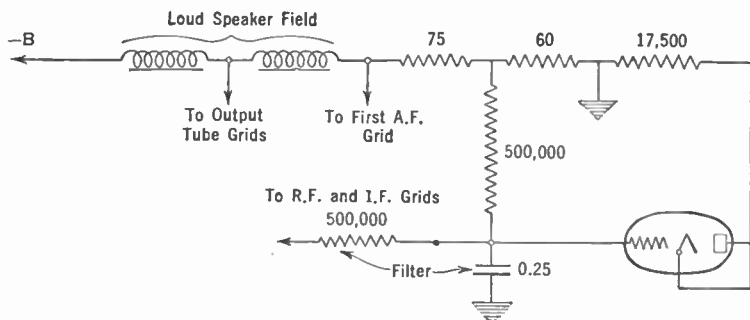 Loud Speaker Field
–B
75
60
17,500
To Output
Tube Grids
To First A.F.
Grid
500,000
To R.F. and I.F. Grids
500,000
Filter
0.25